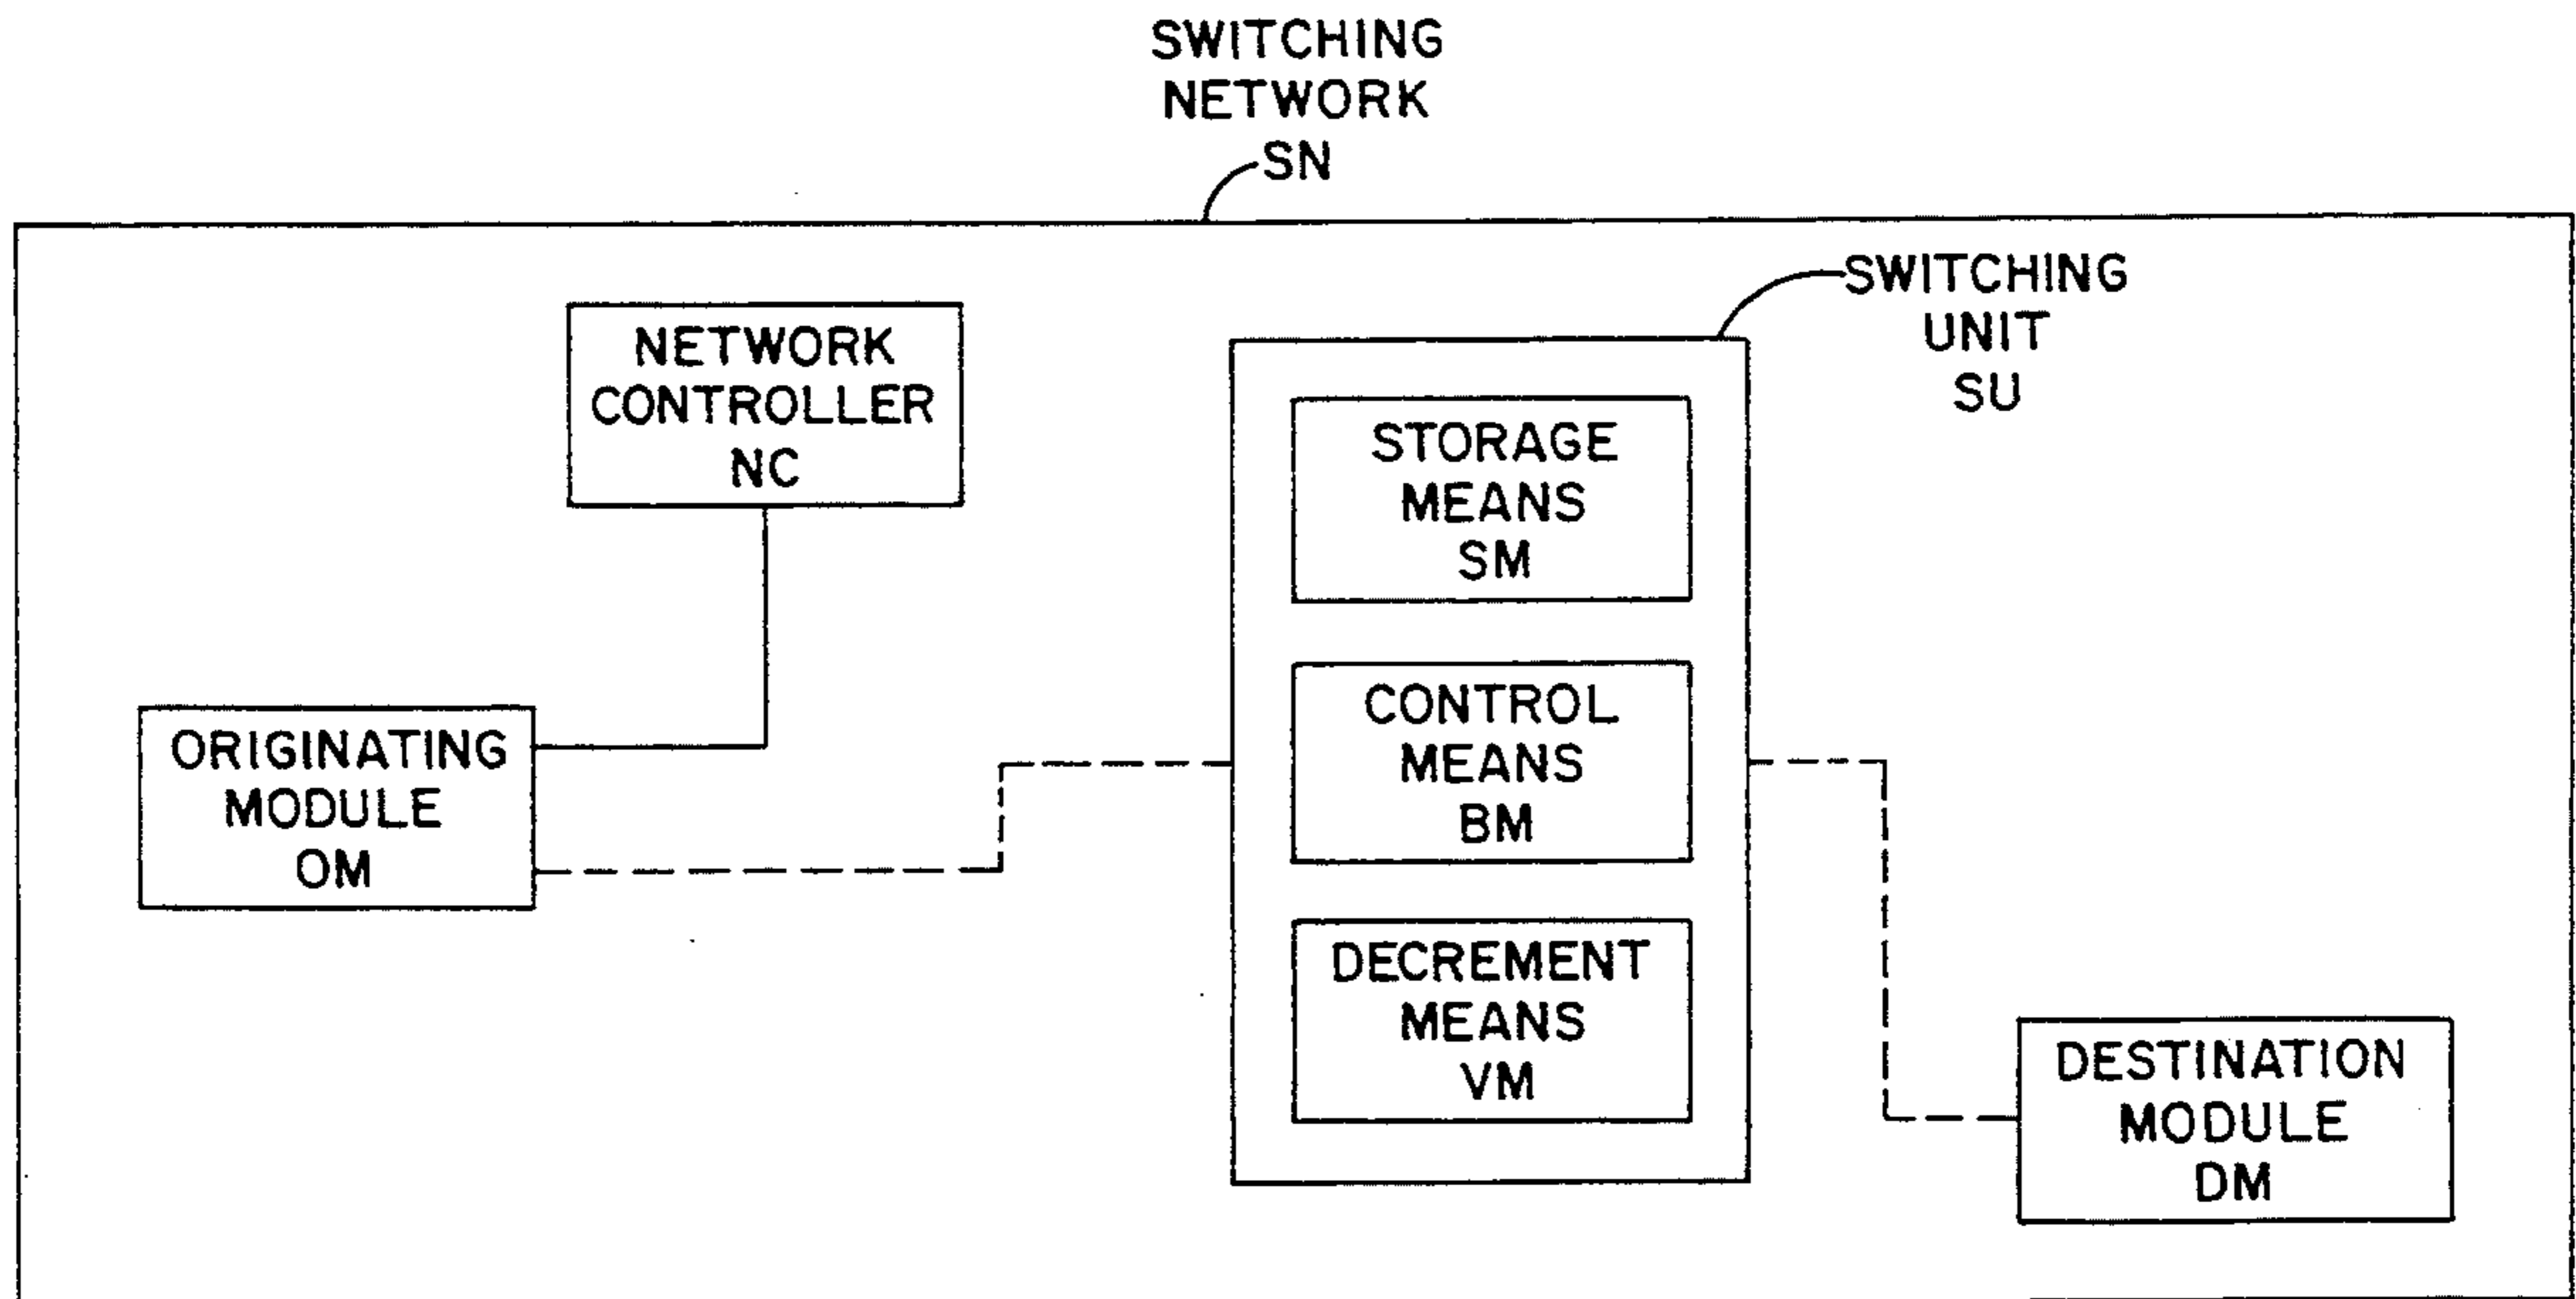 SWITCHING
NETWORK
SN
SWITCHING
UNIT
SU
NETWORK
CONTROLLER
NC
STORAGE
MEANS
SM
ORIGINATING
MODULE
OM
CONTROL
MEANS
BM
DECREMENT
MEANS
VM
DESTINATION
MODULE
DM